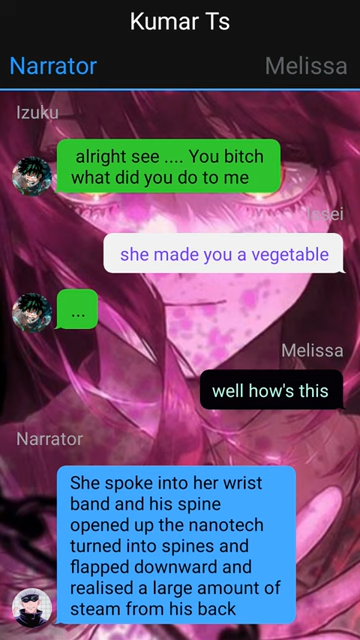 Kumar Ts
Narrator
Melissa
Izuku
alright see .... You bitch
what did you do to me
Issei
she made you a vegetable
...
Melissa
well how's this
Narrator
She spoke into her wrist
band and his spine
opened up the nanotech
turned into spines and
flapped downward and
realised a large amount of
steam from his back